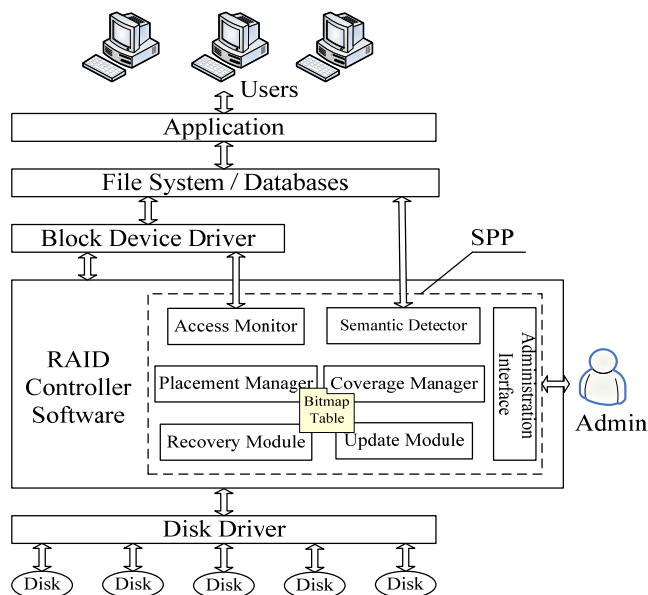 Users
Application
File System / Databases
Block Device Driver
SPP
Access Monitor
Semantic Detector
Administration
Interface
RAID
Controller
Software
Placement Manager
Coverage Manager
Bitmap
Table
Recovery Module
Update Module
Admin
Disk Driver
Disk
Disk
Disk
Disk
Disk